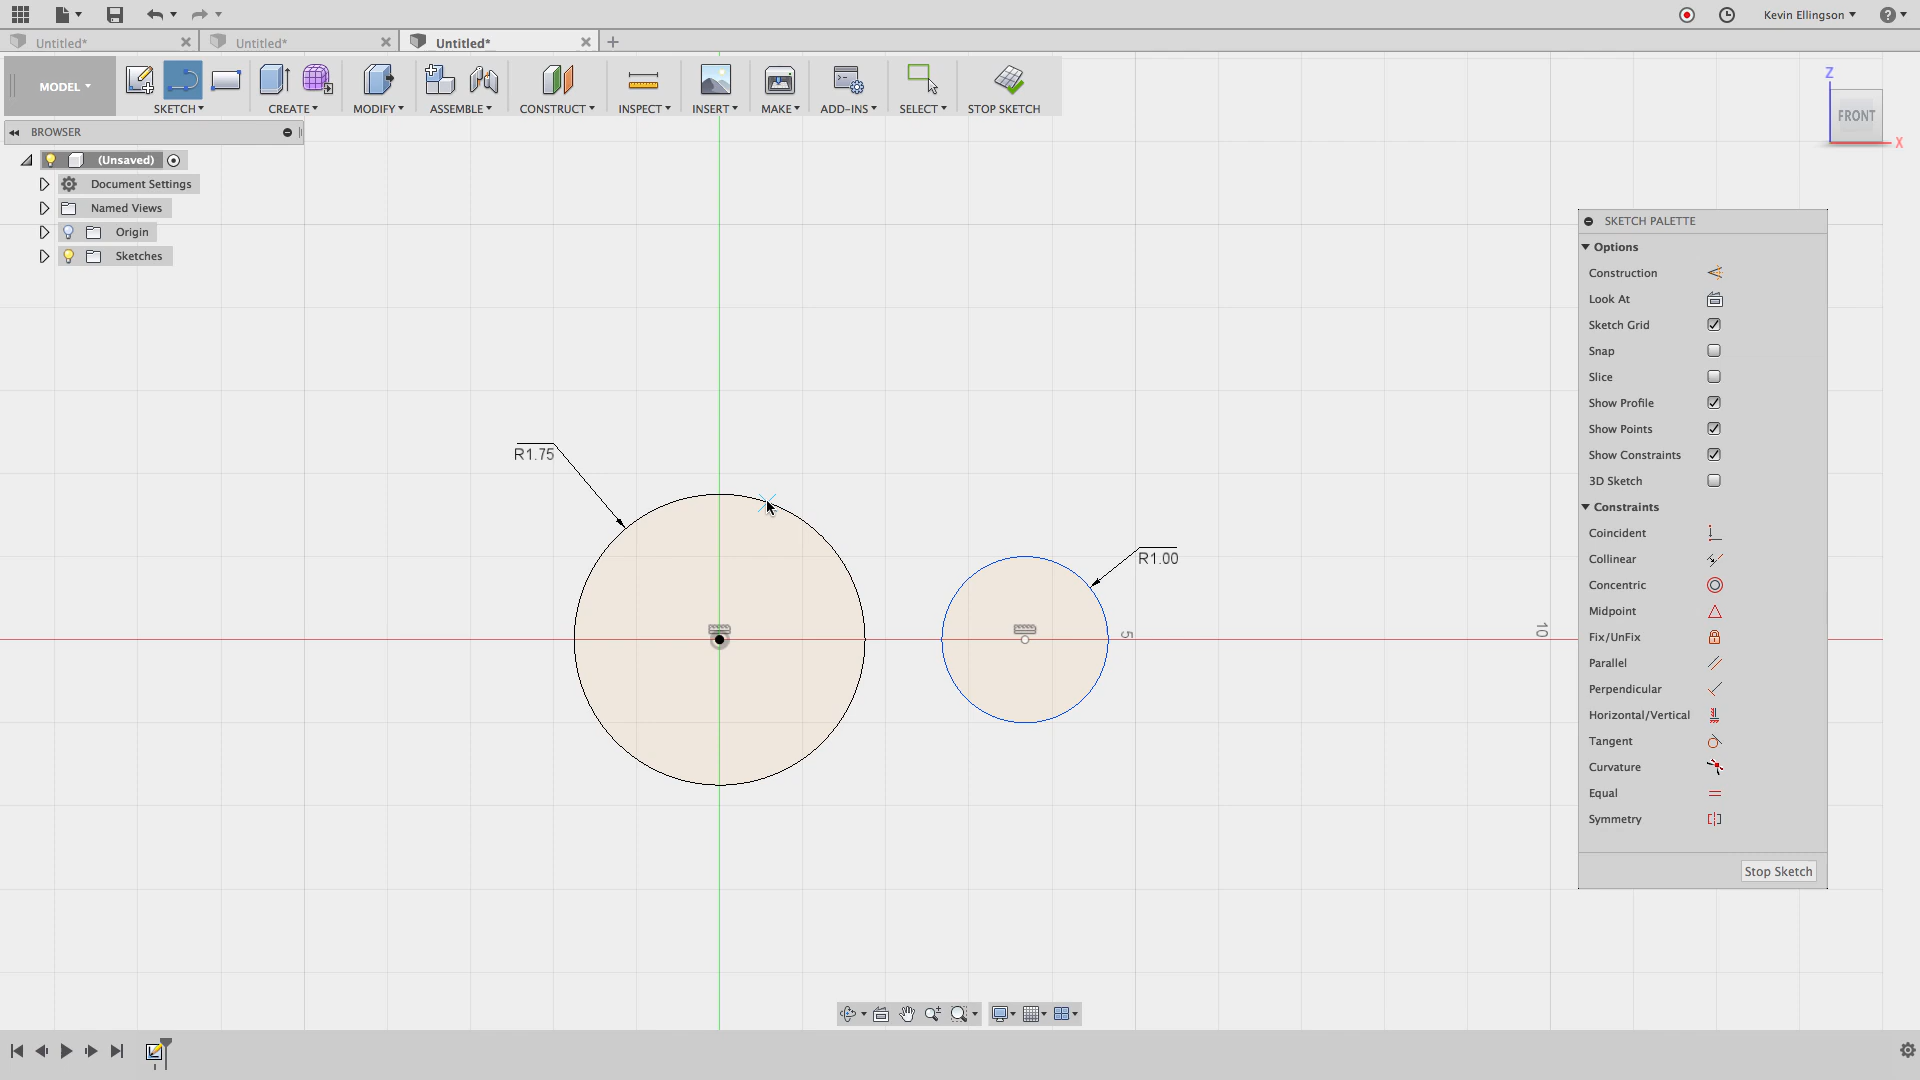 Kevin Ellingson
Untitled*
Untitled*
Untitled*
MODEL
SKETCH
CREATE
MODIFY
ASSEMBLE
CONSTRUCT
INSPECT
INSERT
MAKE
ADD-INS
SELECT
STOP SKETCH
Z
FRONT
X
BROWSER
(Unsaved)
Document Settings
Named Views
Origin
Sketches
R1.75
R1.00
5
10
SKETCH PALETTE
Options
Construction
Look At
Sketch Grid
Snap
Slice
Show Profile
Show Points
Show Constraints
3D Sketch
Constraints
Coincident
Collinear
Concentric
Midpoint
Fix/UnFix
Parallel
Perpendicular
Horizontal/Vertical
Tangent
Curvature
Equal
Symmetry
Stop Sketch